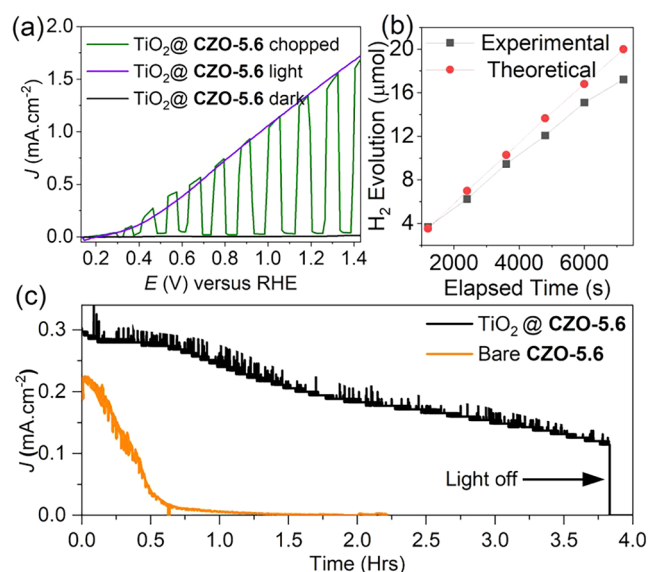 (a)
TiO2@ CZO-5.6 chopped
TiO2@ CZO-5.6 light
TiO2@ CZO-5.6 dark
2.0
1.5
1.0
0.5
0.0
J (mA.cm-2)
0.2 0.4 0.6 0.8 1.0 1.2 1.4
E (V) versus RHE
(b)
Experimental
Theoretical
20
16
12
8
4
H2 Evolution (μmol)
2000 4000 6000
Elapsed Time (s)
(c)
TiO2 @ CZO-5.6
Bare CZO-5.6
0.3
0.2
0.1
0.0
J (mA.cm-2)
Light off
0.0 0.5 1.0 1.5 2.0 2.5 3.0 3.5 4.0
Time (Hrs)